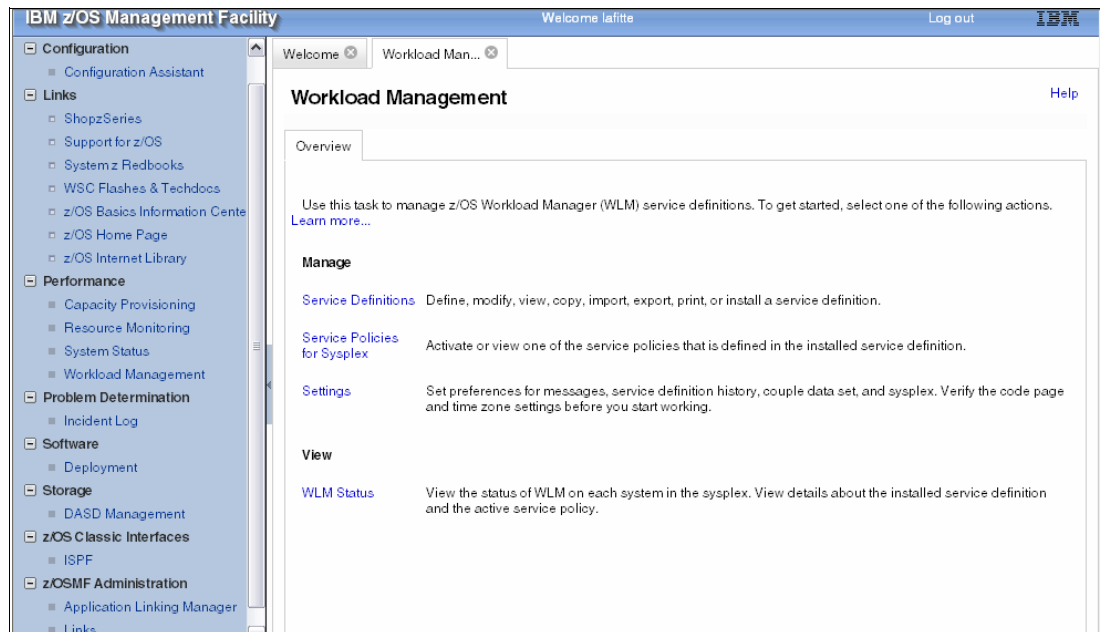 IBM z/OS Management Facility
Welcome lafitte
Log out
IBM
Configuration
Configuration Assistant
Links
ShopzSeries
Support for z/OS
System z Redbooks
WSC Flashes & Techdocs
z/OS Basics Information Cente
z/OS Home Page
z/OS Internet Library
Performance
Capacity Provisioning
Resource Monitoring
System Status
Workload Management
Problem Determination
Incident Log
Software
Deployment
Storage
DASD Management
z/OS Classic Interfaces
ISPF
z/OSMF Administration
Application Linking Manager
Links
Welcome
Workload Man...
Workload Management
Help
Overview
Use this task to manage z/OS Workload Manager (WLM) service definitions. To get started, select one of the following actions.
Learn more...
Manage
Service Definitions Define, modify, view, copy, import, export, print, or install a service definition.
Service Policies
for Sysplex
Activate or view one of the service policies that is defined in the installed service definition.
Settings
Set preferences for messages, service definition history, couple data set, and sysplex. Verify the code page
and time zone settings before you start working.
View
WLM Status
View the status of WLM on each system in the sysplex. View details about the installed service definition
and the active service policy.